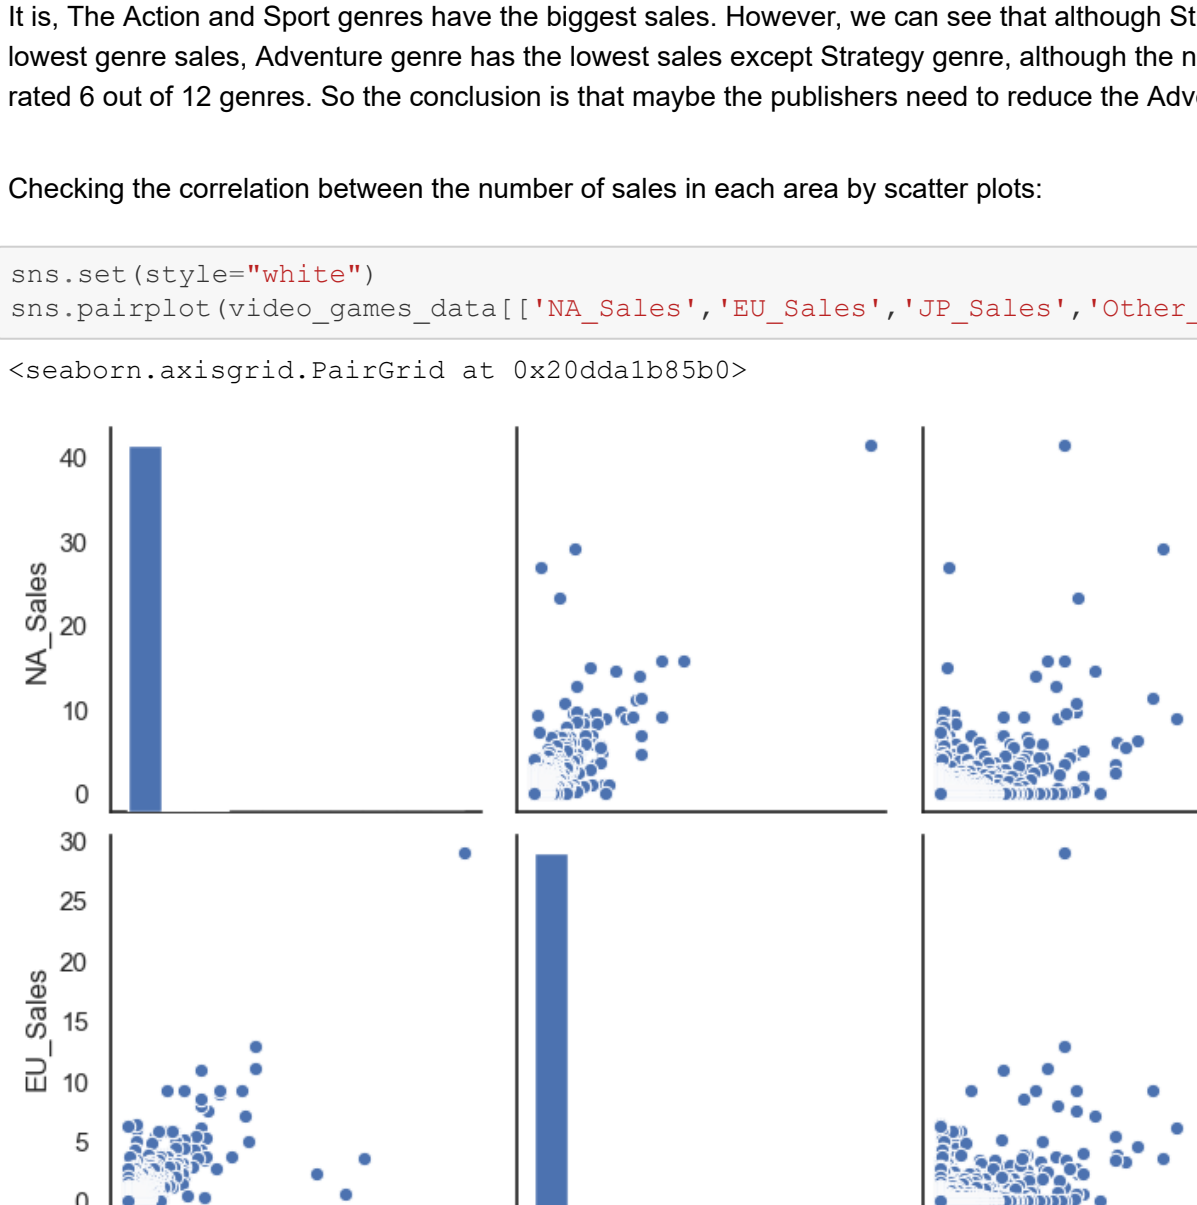 It is, The Action and Sport genres have the biggest sales. However, we can see that although St
lowest genre sales, Adventure genre has the lowest sales except Strategy genre, although the n
rated 6 out of 12 genres. So the conclusion is that maybe the publishers need to reduce the Adv
Checking the correlation between the number of sales in each area by scatter plots:
sns.set(style="white")
sns.pairplot(video_games_data[['NA_Sales','EU_Sales','JP_Sales','Other_
<seaborn.axisgrid.PairGrid at 0x20dda1b85b0>
40
30
20
10
0
NA_Sales
30
25
20
15
10
5
0
EU_Sales